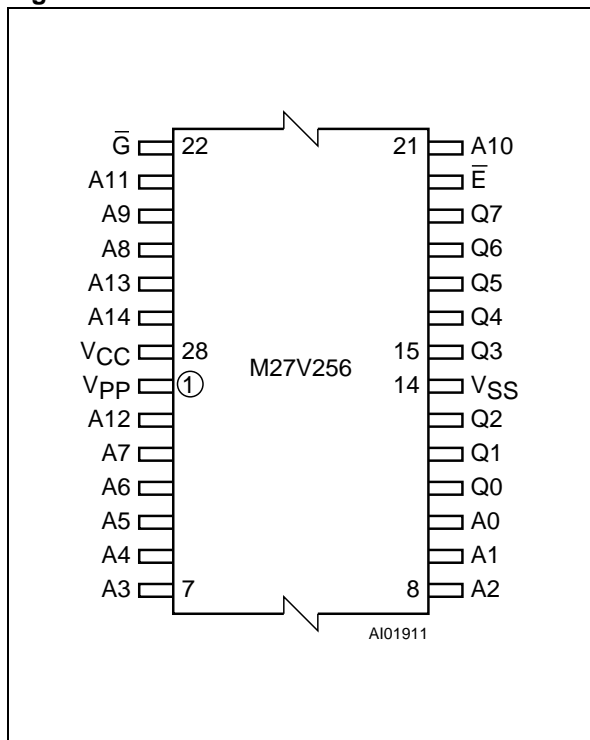 G̅ 22 21 A10
A11 E̅
A9 Q7
A8 Q6
A13 Q5
A14 Q4
VCC 28 15 Q3
M27V256
VPP 1 14 VSS
A12 Q2
A7 Q1
A6 Q0
A5 A0
A4 A1
A3 7 8 A2
AI01911